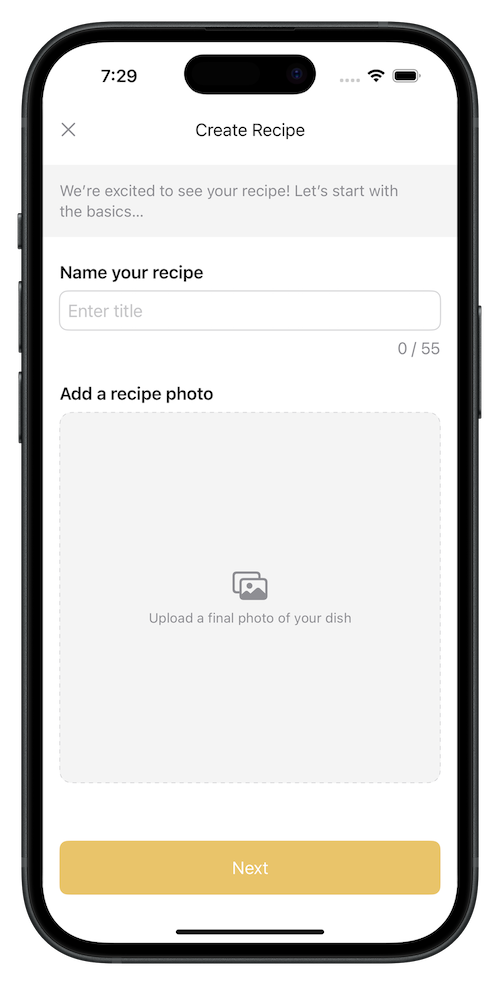 7:29
Create Recipe
We’re excited to see your recipe! Let’s start with
the basics...
Name your recipe
Enter title
0 / 55
Add a recipe photo
Upload a final photo of your dish
Next